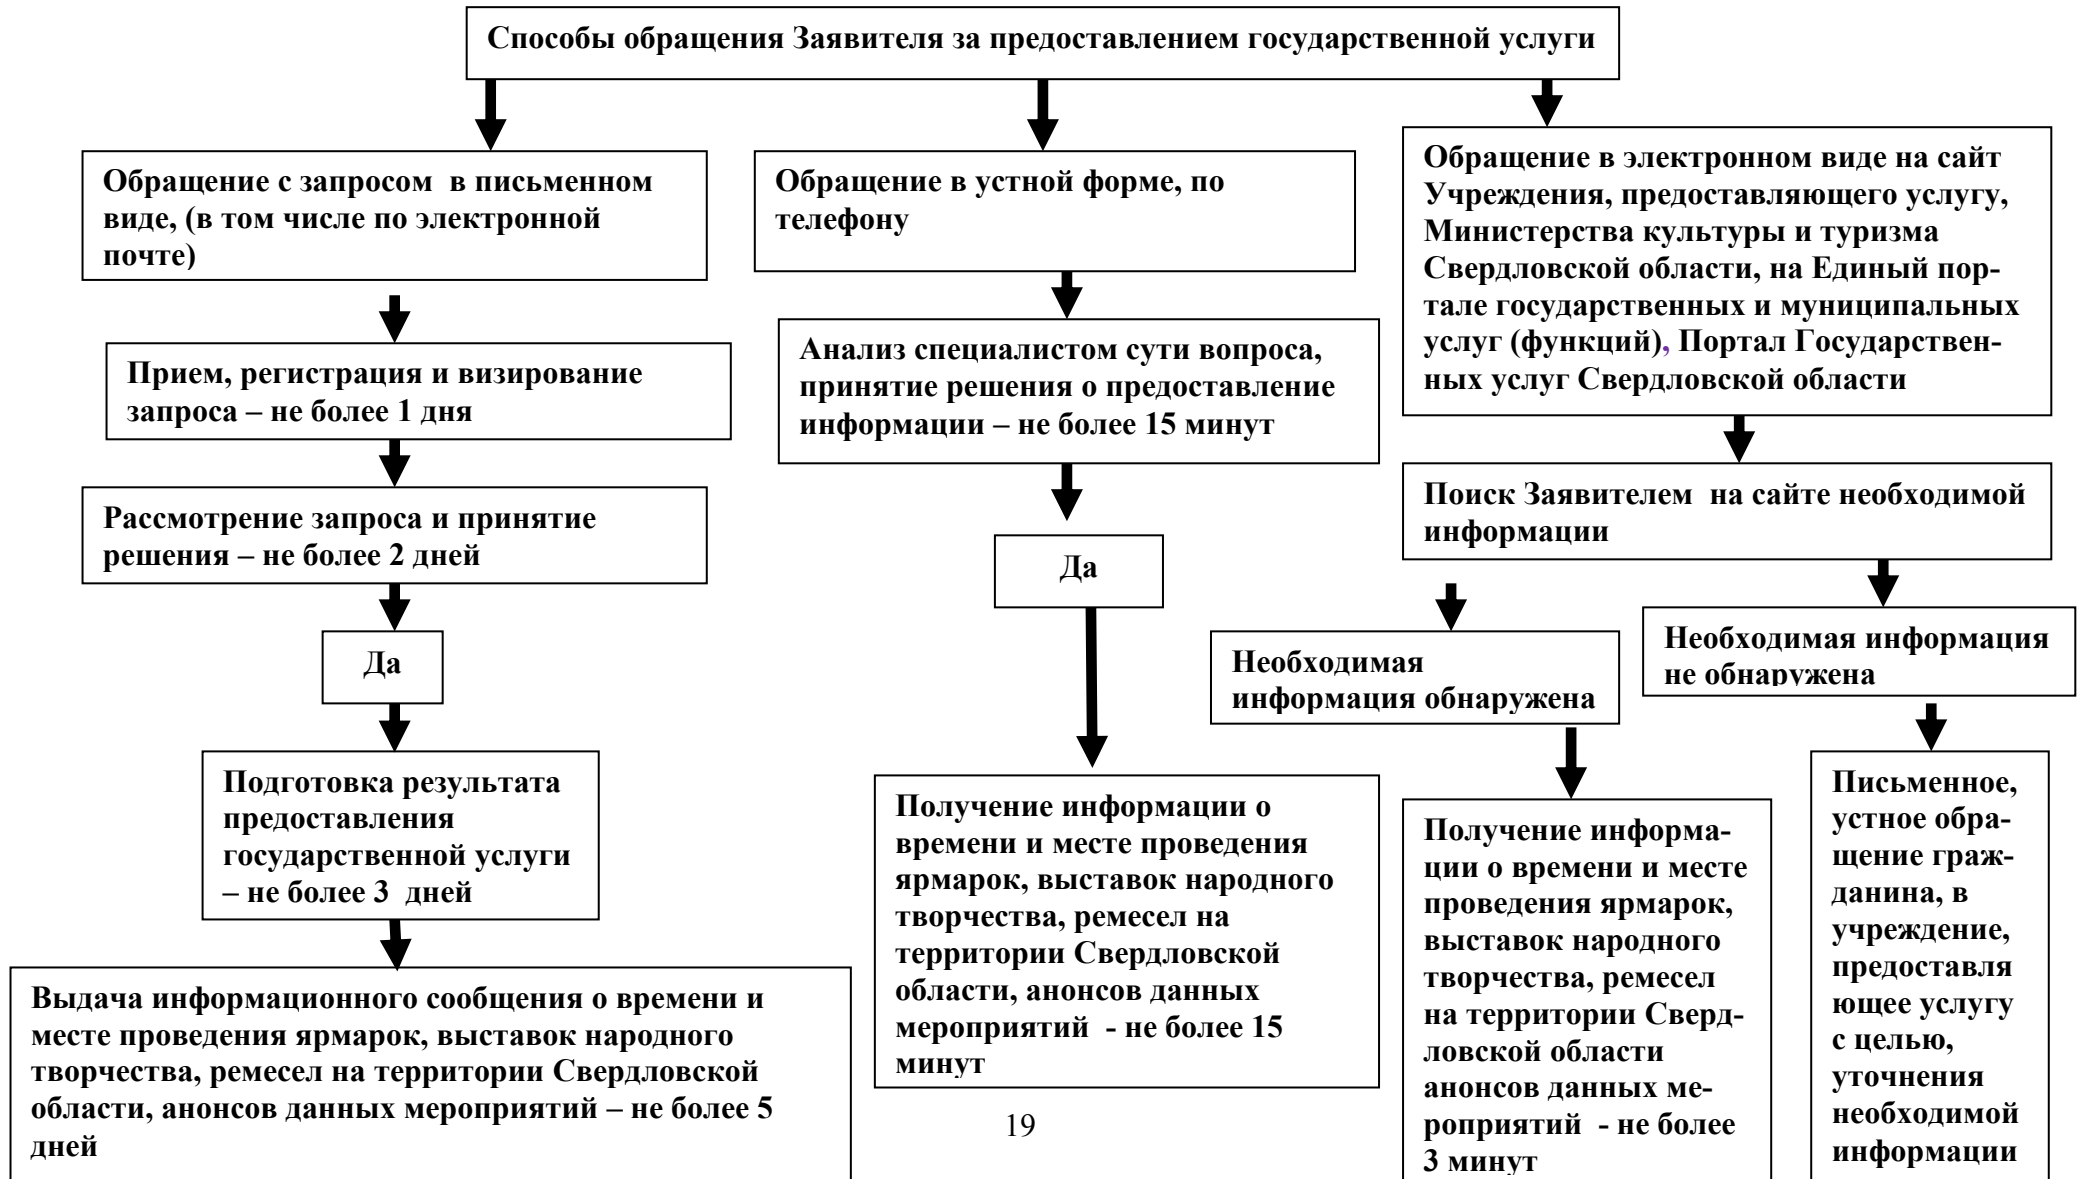 Способы обращения Заявителя за предоставлением государственной услуги
Обращение с запросом  в письменном
виде, (в том числе по электронной
почте)
Прием, регистрация и визирование
запроса – не более 1 дня
Рассмотрение запроса и принятие
решения – не более 2 дней
Да
Подготовка результата
предоставления
государственной услуги
– не более 3  дней
Выдача информационного сообщения о времени и
месте проведения ярмарок, выставок народного
творчества, ремесел на территории Свердловской
области, анонсов данных мероприятий – не более 5
дней
Обращение в устной форме, по
телефону
Анализ специалистом сути вопроса,
принятие решения о предоставление
информации – не более 15 минут
Да
Получение информации о
времени и месте проведения
ярмарок, выставок народного
творчества, ремесел на
территории Свердловской
области, анонсов данных
мероприятий  - не более 15
минут
Обращение в электронном виде на сайт
Учреждения, предоставляющего услугу,
Министерства культуры и туризма
Свердловской области, на Единый пор-
тале государственных и муниципальных
услуг (функций), Портал Государствен-
ных услуг Свердловской области
Поиск Заявителем  на сайте необходимой
информации
Необходимая
информация обнаружена
Получение информа-
ции о времени и месте
проведения ярмарок,
выставок народного
творчества, ремесел
на территории Сверд-
ловской области
анонсов данных ме-
роприятий  - не более
3 минут
Необходимая информация
не обнаружена
Письменное,
устное обра-
щение граж-
данина, в
учреждение,
предоставля
ющее услугу
с целью,
уточнения
необходимой
информации
19